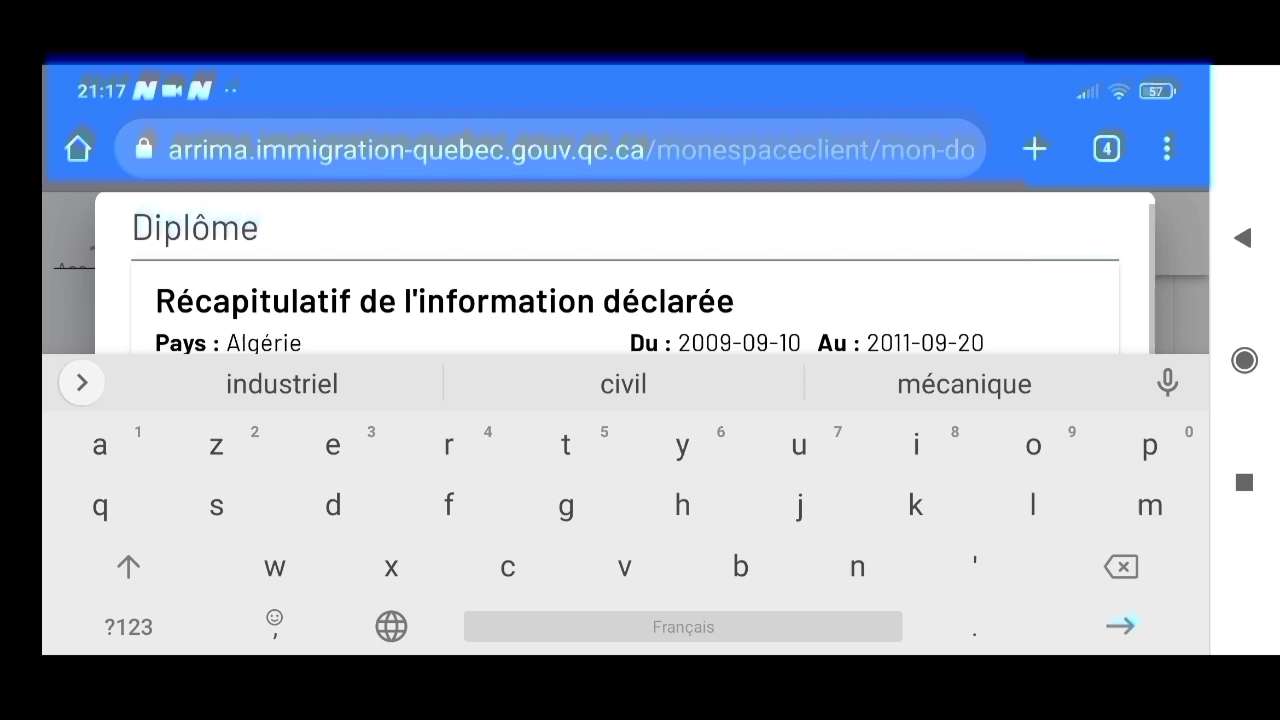 21:17 57
arrima.immigration-quebec.gouv.qc.ca/monespaceclient/mon-do
4
Diplôme
Récapitulatif de l'information déclarée
Pays : Algérie Du : 2009-09-10 Au : 2011-09-20
industriel civil mécanique
a 1 z 2 e 3 r 4 t 5 y 6 u 7 i 8 o 9 p 0
q s d f g h j k l m
w x c v b n '
?123 , Français .